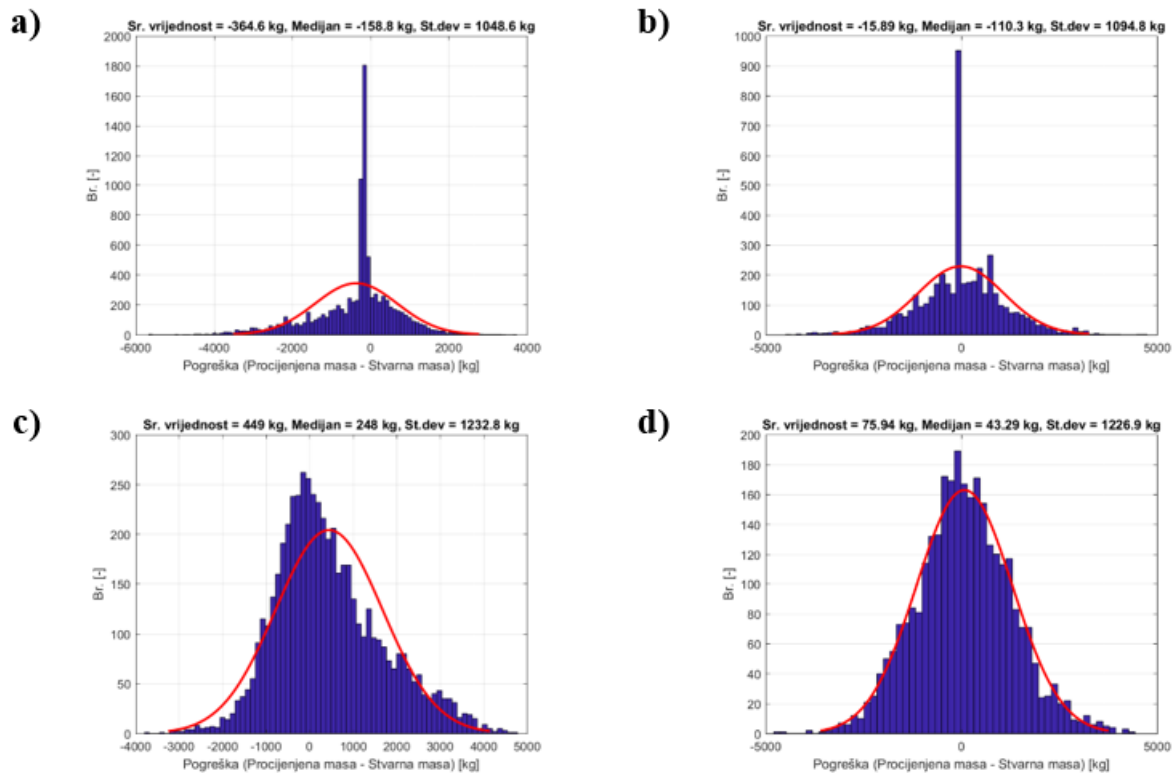 a)
Sr. vrijednost = -364.6 kg, Medijan = -158.8 kg, St.dev = 1048.6 kg
2000
1800
1600
1400
1200
1000
800
600
400
200
0
Br. [-]
-6000 -4000 -2000 0 2000 4000
Pogreška (Procijenjena masa - Stvarna masa) [kg]
b)
Sr. vrijednost = -15.89 kg, Medijan = -110.3 kg, St.dev = 1094.8 kg
1000
900
800
700
600
500
400
300
200
100
0
Br. [-]
-5000 0 5000
Pogreška (Procijenjena masa - Stvarna masa) [kg]
c)
Sr. vrijednost = 449 kg, Medijan = 248 kg, St.dev = 1232.8 kg
300
250
200
150
100
50
0
Br. [-]
-4000 -3000 -2000 -1000 0 1000 2000 3000 4000 5000
Pogreška (Procijenjena masa - Stvarna masa) [kg]
d)
Sr. vrijednost = 75.94 kg, Medijan = 43.29 kg, St.dev = 1226.9 kg
200
180
160
140
120
100
80
60
40
20
0
Br. [-]
-5000 0 5000
Pogreška (Procijenjena masa - Stvarna masa) [kg]